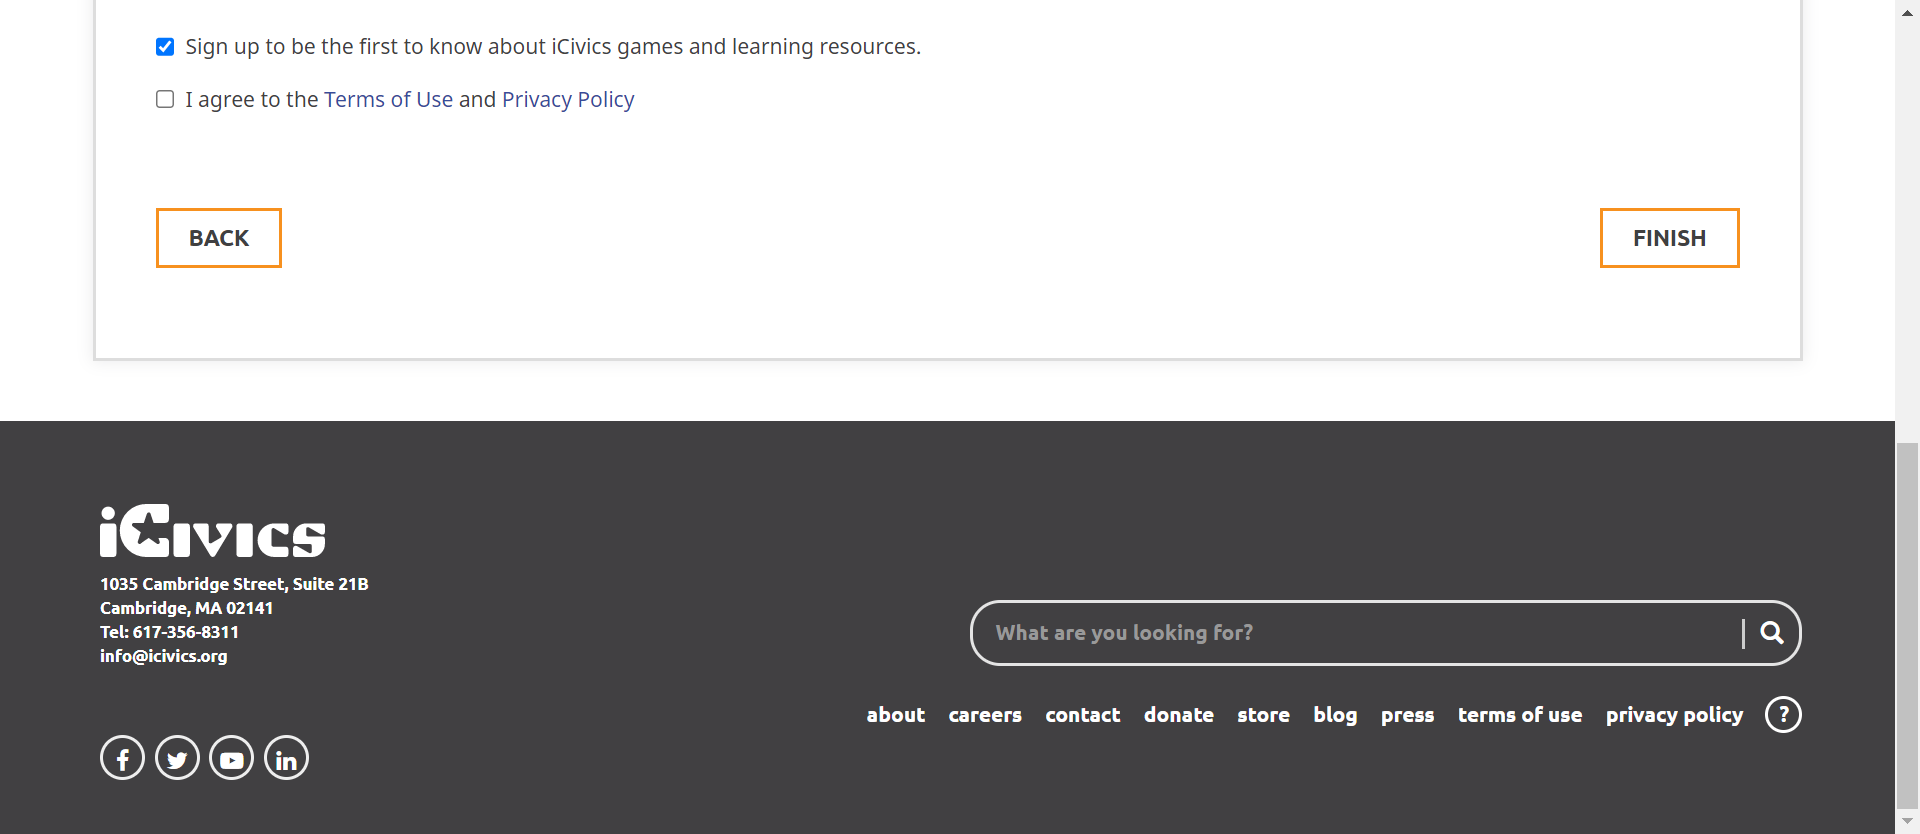 Sign up to be the first to know about iCivics games and learning resources.
I agree to the Terms of Use and Privacy Policy
BACK
FINISH
iCivics
1035 Cambridge Street, Suite 21B
Cambridge, MA 02141
Tel: 617-356-8311
info@icivics.org
What are you looking for?
about careers contact donate store blog press terms of use privacy policy ?